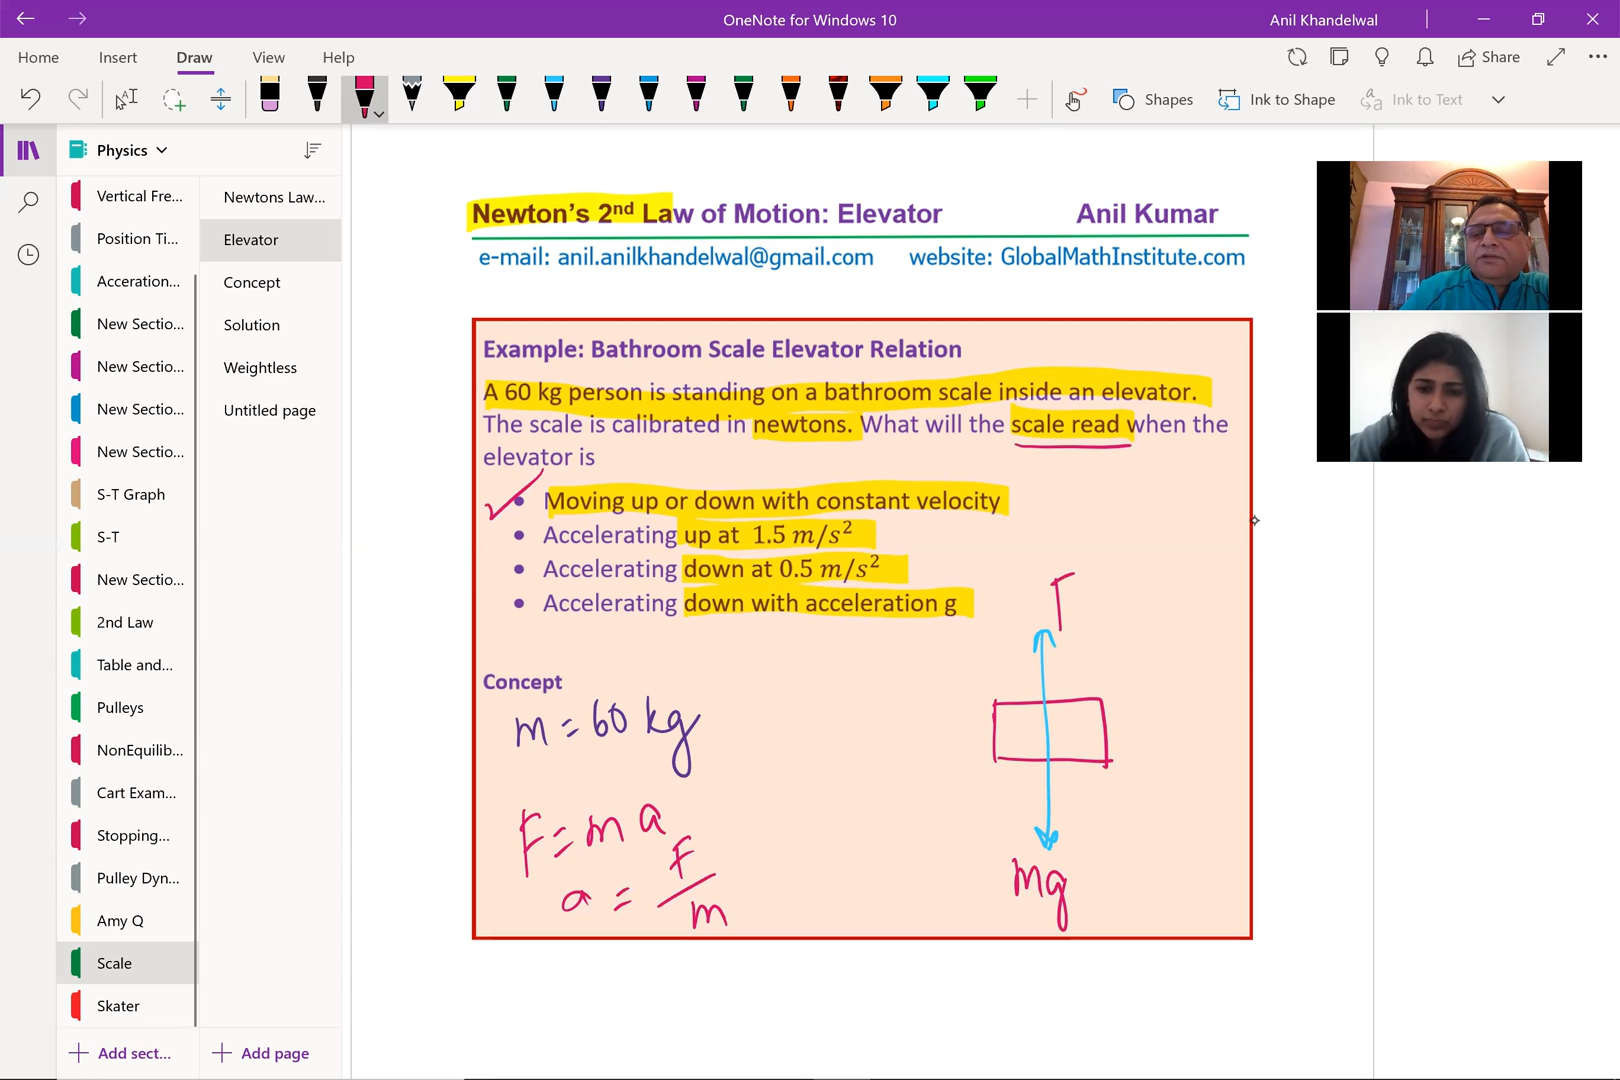 OneNote for Windows 10
Anil Khandelwal
Home Insert Draw View Help
Share
Shapes Ink to Shape Ink to Text
Physics
Vertical Fre...
Position Ti...
Acceration...
New Sectio...
New Sectio...
New Sectio...
New Sectio...
S-T Graph
S-T
New Sectio...
2nd Law
Table and...
Pulleys
NonEquilib...
Cart Exam...
Stopping...
Pulley Dyn...
Amy Q
Scale
Skater
Add sect...
Newtons Law...
Elevator
Concept
Solution
Weightless
Untitled page
Add page
Newton's 2nd Law of Motion: Elevator Anil Kumar
e-mail: anil.anilkhandelwal@gmail.com website: GlobalMathInstitute.com
Example: Bathroom Scale Elevator Relation
A 60 kg person is standing on a bathroom scale inside an elevator.
The scale is calibrated in newtons. What will the scale read when the
elevator is
• Moving up or down with constant velocity
• Accelerating up at 1.5 m/s²
• Accelerating down at 0.5 m/s²
• Accelerating down with acceleration g
Concept
m = 60 kg
F = m a
a = F/m
mg